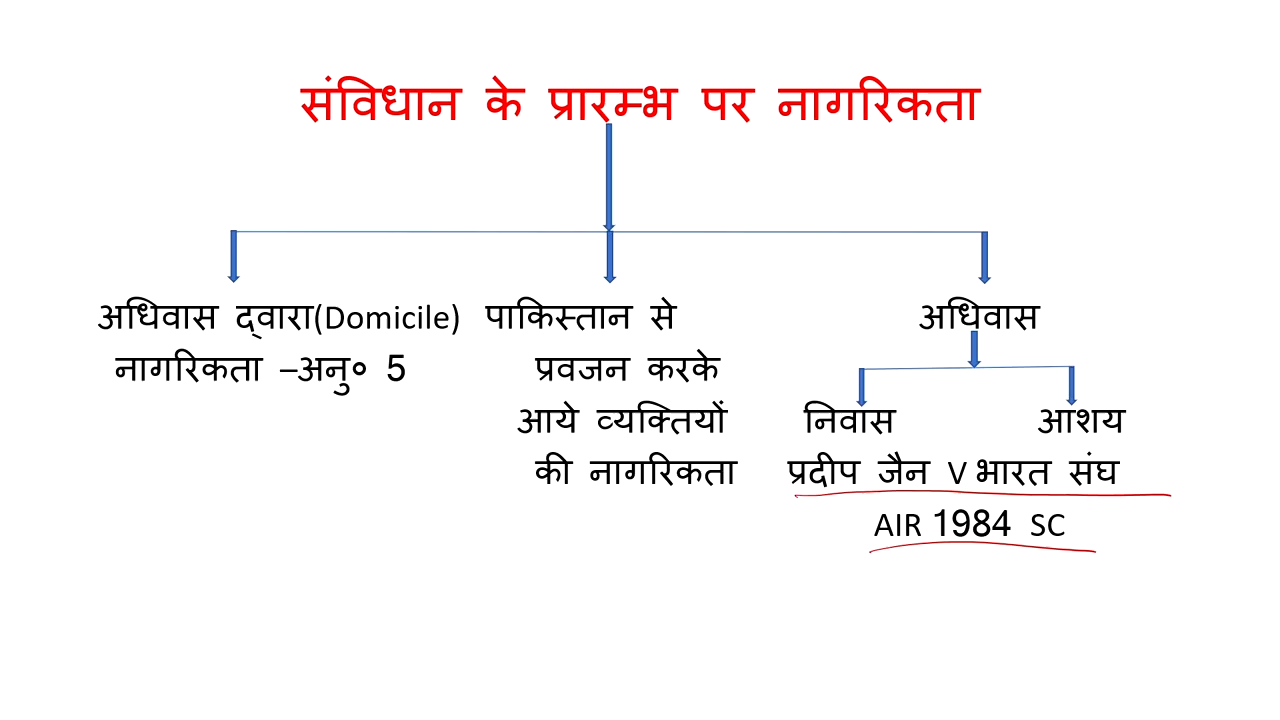 संविधान के प्रारम्भ पर नागरिकता
अधिवास द्वारा(Domicile)
नागरिकता –अनु० 5
पाकिस्तान से
प्रवजन करके
आये व्यक्तियों
की नागरिकता
अधिवास
निवास आशय
प्रदीप जैन V भारत संघ
AIR 1984 SC